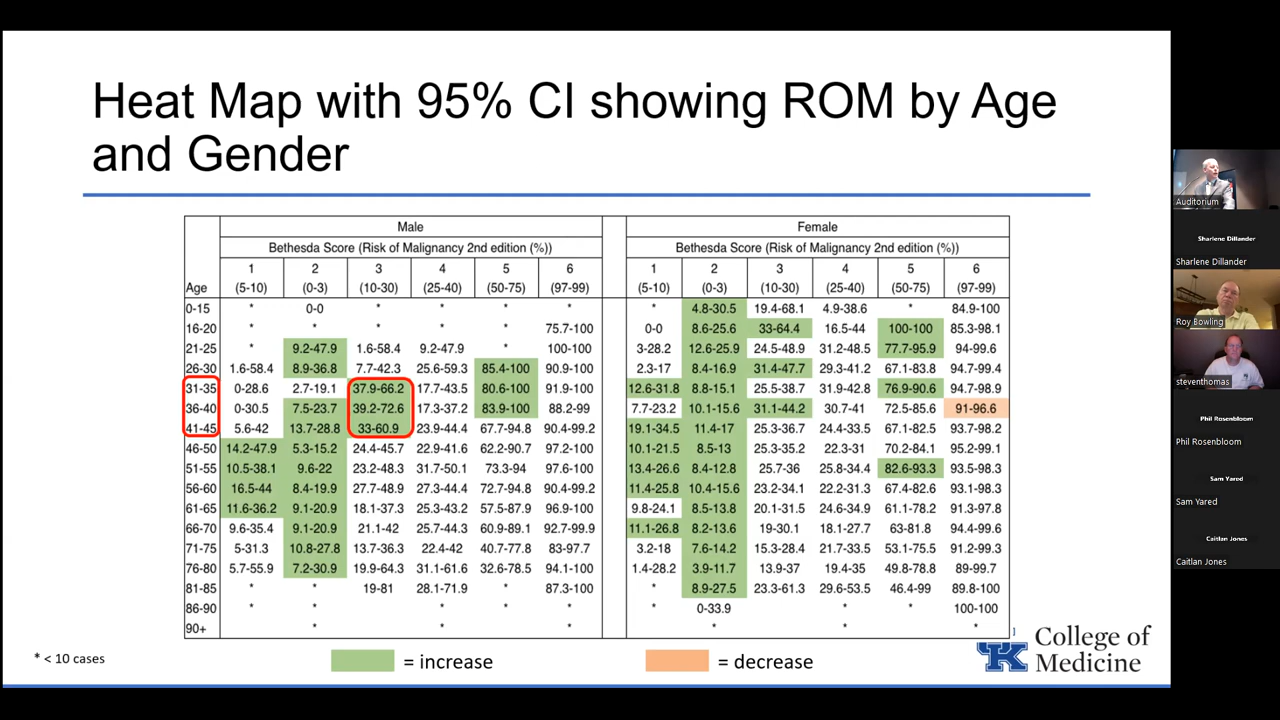 Heat Map with 95% CI showing ROM by Age
and Gender
Male Female
Bethesda Score (Risk of Malignancy 2nd edition (%)) Bethesda Score (Risk of Malignancy 2nd edition (%))
1 2 3 4 5 6 1 2 3 4 5 6
Age (5-10) (0-3) (10-30) (25-40) (50-75) (97-99) (5-10) (0-3) (10-30) (25-40) (50-75) (97-99)
0-15 * 0-0 * * * * * 4.8-30.5 19.4-68.1 4.9-38.6 * 84.9-100
16-20 * * * * * 75.7-100 0-0 8.6-25.6 33-64.4 16.5-44 100-100 85.3-98.1
21-25 * 9.2-47.9 1.6-58.4 9.2-47.9 * 100-100 3-28.2 12.6-25.9 24.5-48.9 31.2-48.5 77.7-95.9 94-99.6
26-30 1.6-58.4 8.9-36.8 7.7-42.3 25.6-59.3 85.4-100 90.9-100 2.3-17 8.4-16.9 31.4-47.7 29.3-41.2 67.1-83.8 94.7-99.4
31-35 0-28.6 2.7-19.1 37.9-66.2 17.7-43.5 80.6-100 91.9-100 12.6-31.8 8.8-15.1 25.5-38.7 31.9-42.8 76.9-90.6 94.7-98.9
36-40 0-30.5 7.5-23.7 39.2-72.6 17.3-37.2 83.9-100 88.2-99 7.7-23.2 10.1-15.6 31.1-44.2 30.7-41 72.5-85.6 91-96.6
41-45 5.6-42 13.7-28.8 33-60.9 23.9-44.4 67.7-94.8 90.4-99.2 19.1-34.5 11.4-17 25.3-36.7 24.4-33.5 67.1-82.5 93.7-98.2
46-50 14.2-47.9 5.3-15.2 24.4-45.7 22.9-41.6 62.2-90.7 97.2-100 10.1-21.5 8.5-13 25.3-35.2 22.3-31 70.2-84.1 95.2-99.1
51-55 10.5-38.1 9.6-22 23.2-48.3 31.7-50.1 73.3-94 97.6-100 13.4-26.6 8.4-12.8 25.7-36 25.8-34.4 82.6-93.3 93.5-98.3
56-60 16.5-44 8.4-19.9 27.7-48.9 27.3-44.4 72.7-94.8 90.4-99.2 11.4-25.8 10.4-15.6 23.2-34.1 22.2-31.3 67.4-82.6 93.1-98.3
61-65 11.6-36.2 9.1-20.9 18.1-37.3 25.3-43.2 57.5-87.9 96.9-100 9.8-24.1 8.5-13.8 20.1-31.5 24.6-34.9 61.1-78.2 91.3-97.8
66-70 9.6-35.4 9.1-20.9 21.1-42 25.7-44.3 60.9-89.1 92.7-99.9 11.1-26.8 8.2-13.6 19-30.1 18.1-27.7 63-81.8 94.4-99.6
71-75 5-31.3 10.8-27.8 13.7-36.3 22.4-42 40.7-77.8 83-97.7 3.2-18 7.6-14.2 15.3-28.4 21.7-33.5 53.1-75.5 91.2-99.3
76-80 5.7-55.9 7.2-30.9 19.9-64.3 31.1-61.6 32.6-78.5 94.1-100 1.4-28.2 3.9-11.7 13.9-37 19.4-35 49.8-78.8 89-99.7
81-85 * * 19-81 28.1-71.9 * 87.3-100 * 8.9-27.5 23.3-61.3 29.6-53.5 46.4-99 89.8-100
86-90 * * * * * 0-33.9 * * 100-100
90+ * * * * * *
* < 10 cases
= increase = decrease
UK College of
Medicine
Auditorium
Sharlene Dillander
Sharlene Dillander
Roy Bowling
steventhomas
Phil Rosenbloom
Phil Rosenbloom
Sam Yarod
Sam Yarod
Caitlan Jones
Caitlan Jones